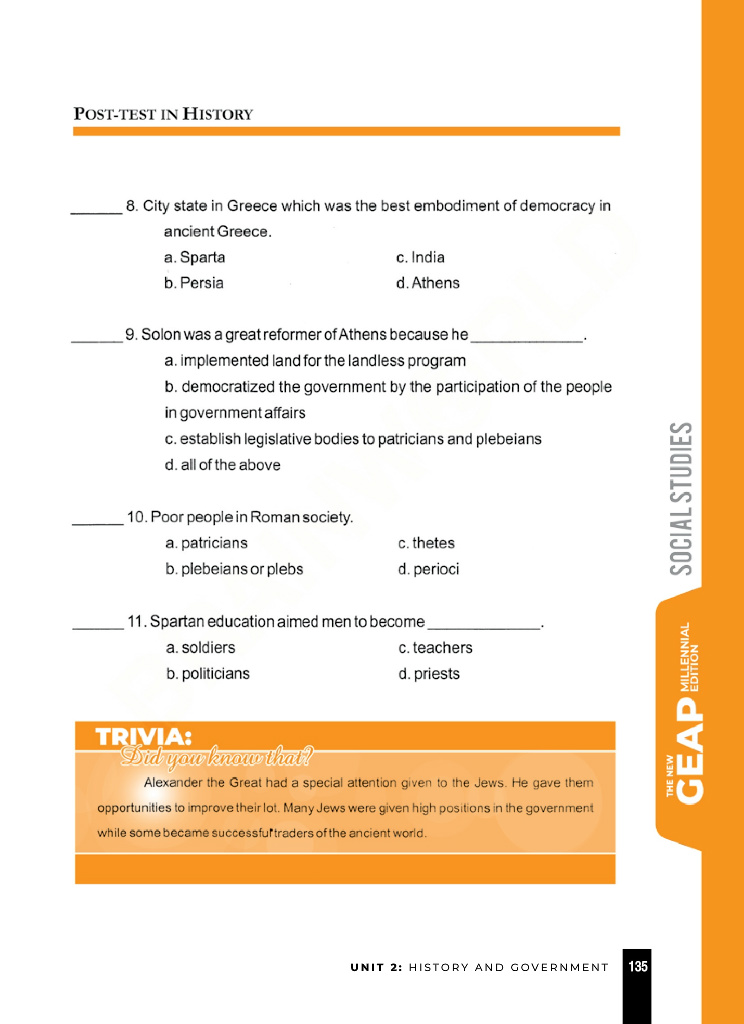 POST-TEST IN HISTORY
______ 8. City state in Greece which was the best embodiment of democracy in
ancient Greece.
a. Sparta c. India
b. Persia d. Athens
______ 9. Solon was a great reformer of Athens because he ______________.
a. implemented land for the landless program
b. democratized the government by the participation of the people
in government affairs
c. establish legislative bodies to patricians and plebeians
d. all of the above
______ 10. Poor people in Roman society.
a. patricians c. thetes
b. plebeians or plebs d. perioci
______ 11. Spartan education aimed men to become ______________.
a. soldiers c. teachers
b. politicians d. priests
TRIVIA:
Did you know that?
Alexander the Great had a special attention given to the Jews. He gave them
opportunities to improve their lot. Many Jews were given high positions in the government
while some became successful traders of the ancient world.
SOCIAL STUDIES
THE NEW
GEAP
MILLENNIAL
EDITION
UNIT 2: HISTORY AND GOVERNMENT 135